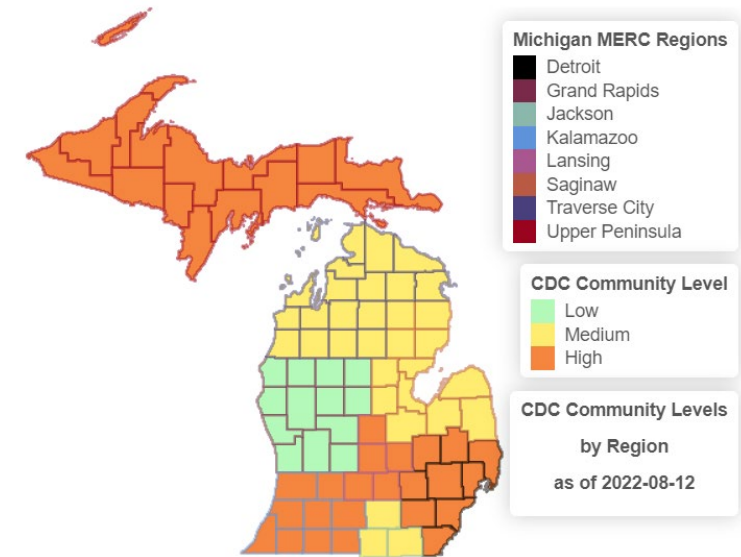 Michigan MERC Regions
Detroit
Grand Rapids
Jackson
Kalamazoo
Lansing
Saginaw
Traverse City
Upper Peninsula
CDC Community Level
Low
Medium
High
CDC Community Levels
by Region
as of 2022-08-12